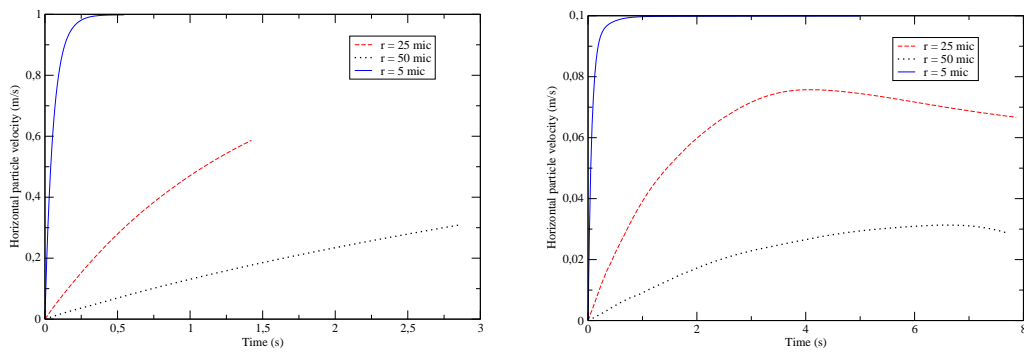 1
0,8
0,6
0,4
0,2
0
Horizontal particle velocity (m/s)
0 0,5 1 1,5 2 2,5 3
Time (s)
r = 25 mic
r = 50 mic
r = 5 mic
0,1
0,08
0,06
0,04
0,02
0
Horizontal particle velocity (m/s)
0 2 4 6 8
Time (s)
r = 25 mic
r = 50 mic
r = 5 mic